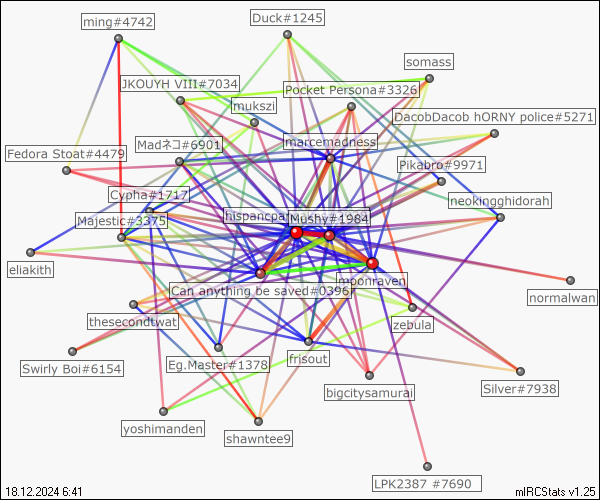 ming#4742
Duck#1245
somass
JKOUYH VIII#7034
Pocket Persona#3326
mukszi
DacobDacob hORNY police#5271
Madネコ#6901
marcemadness
Fedora Stoat#4479
Pikabro#9971
Cypha#1717
neokingghidorah
Majestic#3375
Mushy#1984
eliakith
moonraven
Can anything be saved#0396
normalwan
thesecondtwat
zebula
Swirly Boi#6154
Eg.Master#1378
frisout
bigcitysamurai
Silver#7938
yoshimanden
shawntee9
LPK2387 #7690
18.12.2024 6:41
mIRCStats v1.25